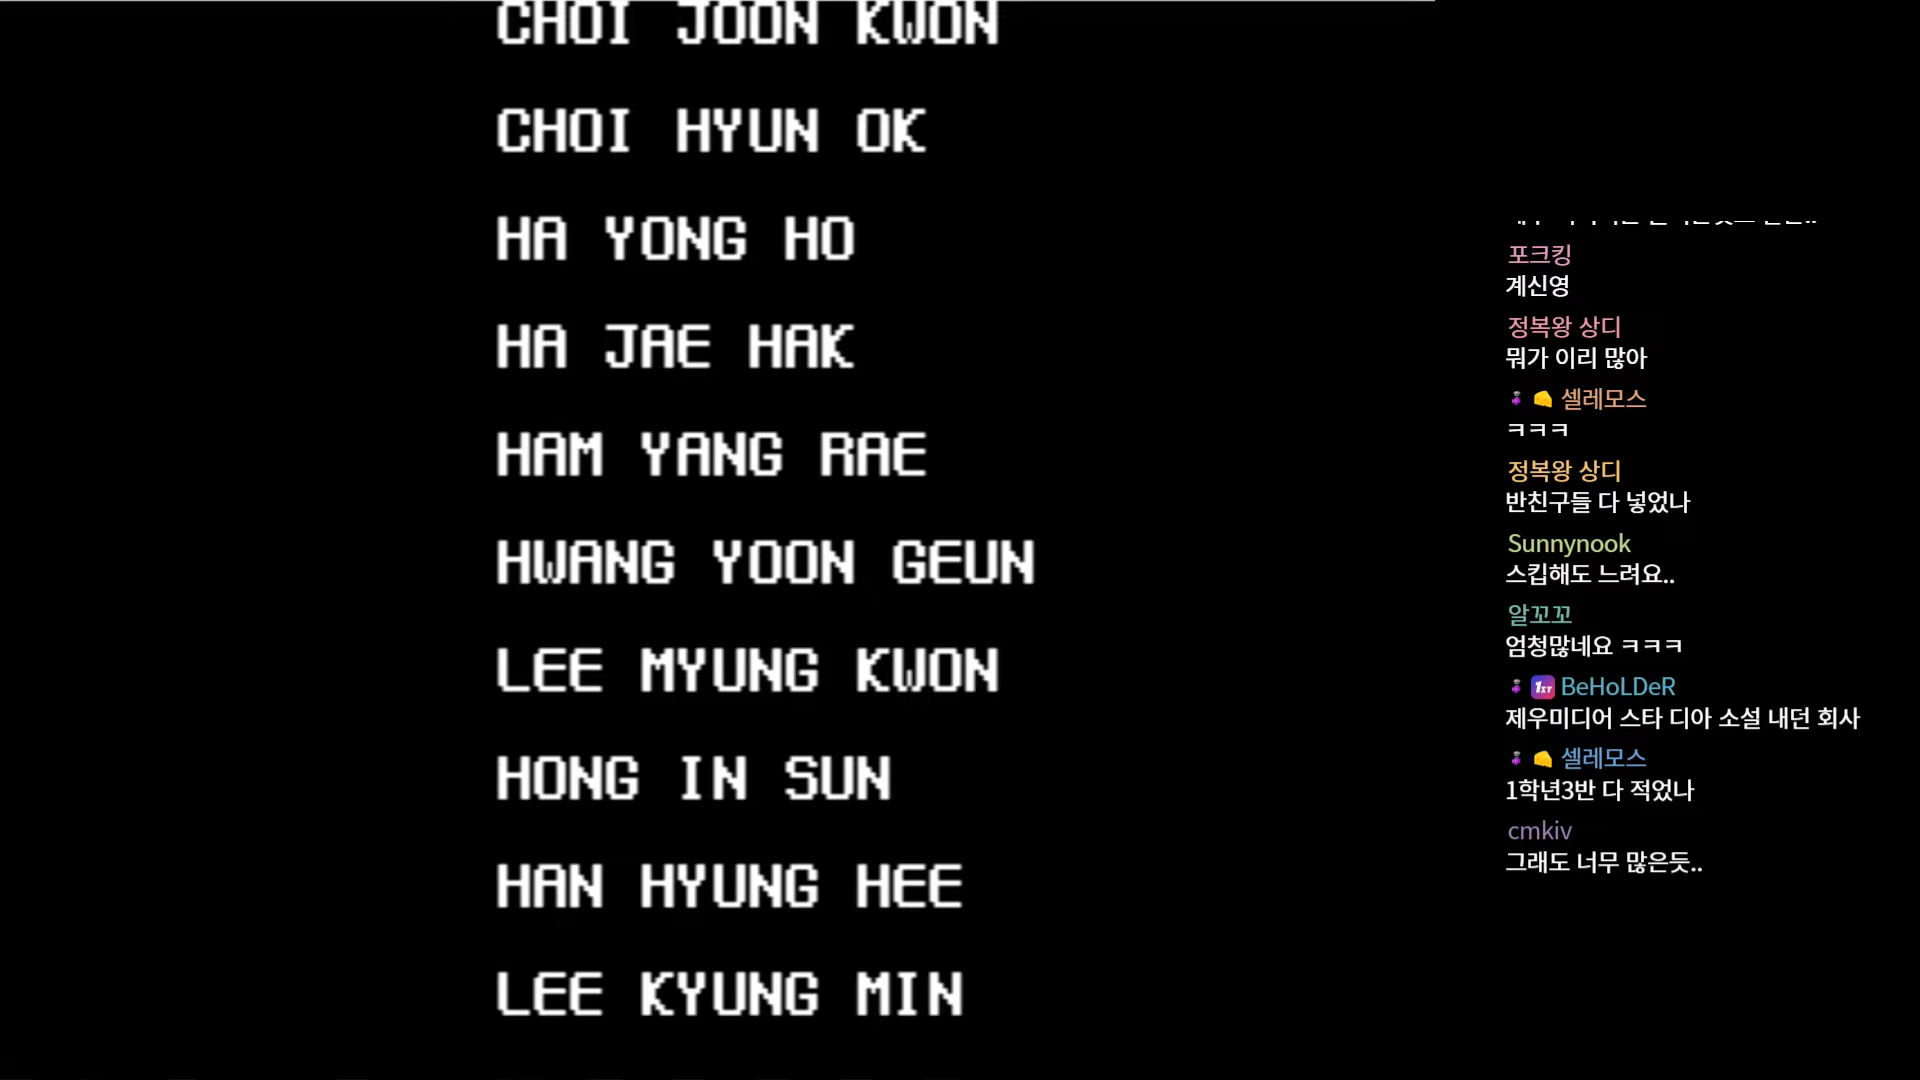 CHOI JOON KWON
CHOI HYUN OK
HA YONG HO
HA JAE HAK
HAM YANG RAE
HWANG YOON GEUN
LEE MYUNG KWON
HONG IN SUN
HAN HYUNG HEE
LEE KYUNG MIN
포크킹
계신영
정복왕 상디
뭐가 이리 많아
셀레모스
ㅋㅋㅋ
정복왕 상디
반친구들 다 넣었나
Sunnynook
스킵해도 느려요..
알꼬꼬
엄청많네요 ㅋㅋㅋ
1ST BeHoLDeR
제우미디어 스타 디아 소설 내던 회사
셀레모스
1학년3반 다 적었나
cmkiv
그래도 너무 많은듯..